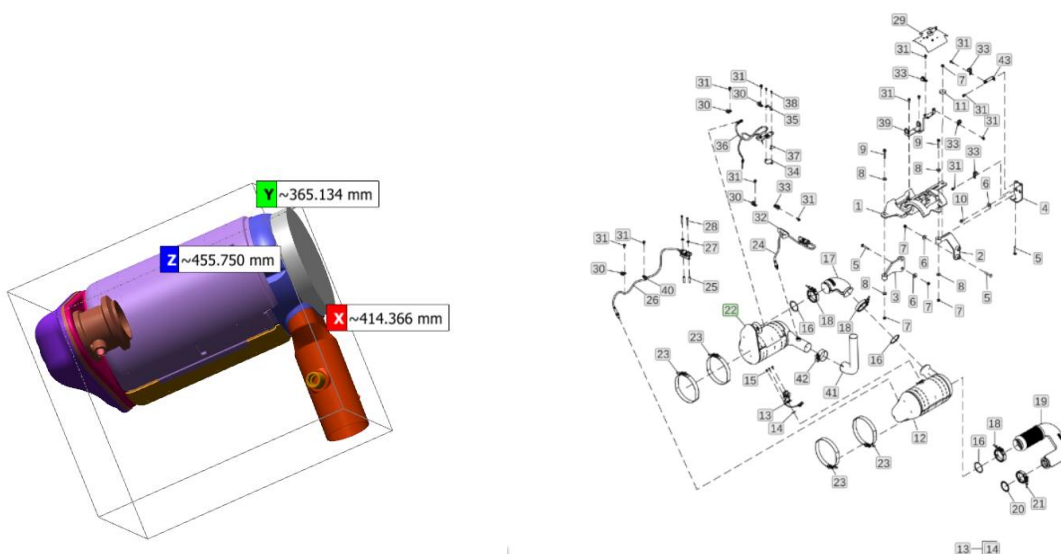 Y ~365.134 mm
Z ~455.750 mm
X ~414.366 mm
29
31 31 33 43
33 7
31 31 38
30 30 35
31 11 31
39 33 31
36 37
34
9 9
8 8 33
31 31
30 33 31
10 6
1 4
28
32
31 31 27
24 17
7 6 2
5 5
30 40 26 25
18 8 3 6 8 5
22 16 18
7 7
23 16
23 15 42 41
13
14 12
19
18
23 16
23 20 21
13 14